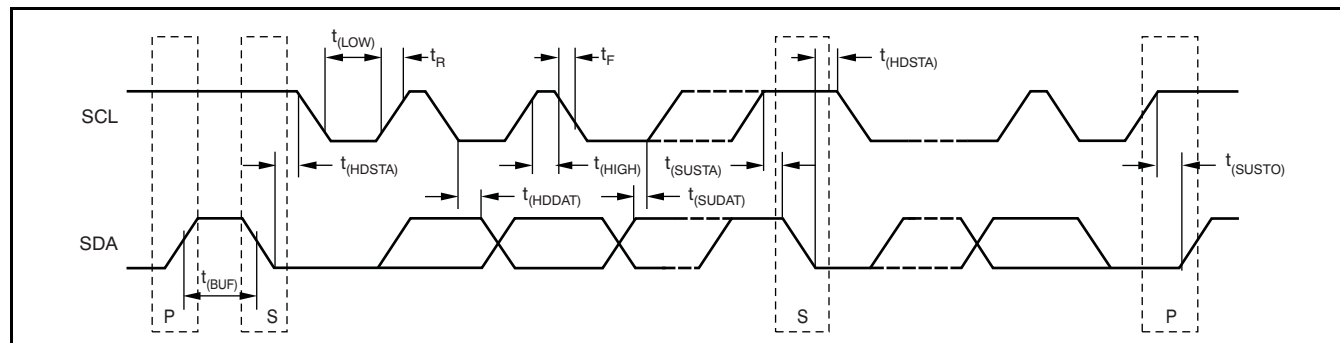 t(LOW)
tR
tF
t(HDSTA)
SCL
t(HDSTA)
t(HIGH)
t(SUSTA)
t(SUSTO)
t(HDDAT)
t(SUDAT)
SDA
t(BUF)
P
S
S
P